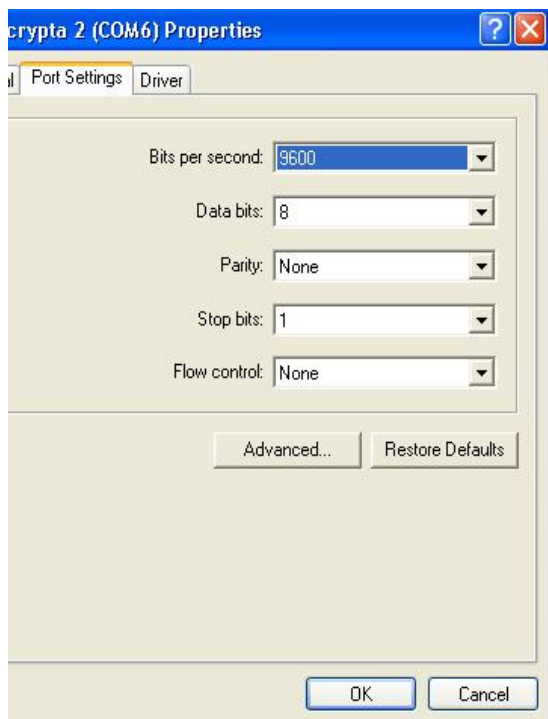 crypta 2 (COM6) Properties
al Port Settings Driver
Bits per second: 9600
Data bits: 8
Parity: None
Stop bits: 1
Flow control: None
Advanced... Restore Defaults
OK Cancel